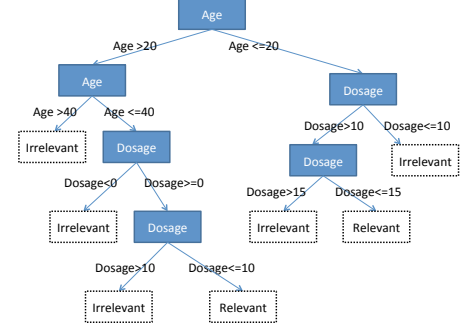 Age
Age >20
Age <=20
Age
Dosage
Age >40
Age <=40
Dosage>10
Dosage<=10
Irrelevant
Dosage
Dosage
Irrelevant
Dosage<0
Dosage>=0
Dosage>15
Dosage<=15
Irrelevant
Dosage
Irrelevant
Relevant
Dosage>10
Dosage<=10
Irrelevant
Relevant